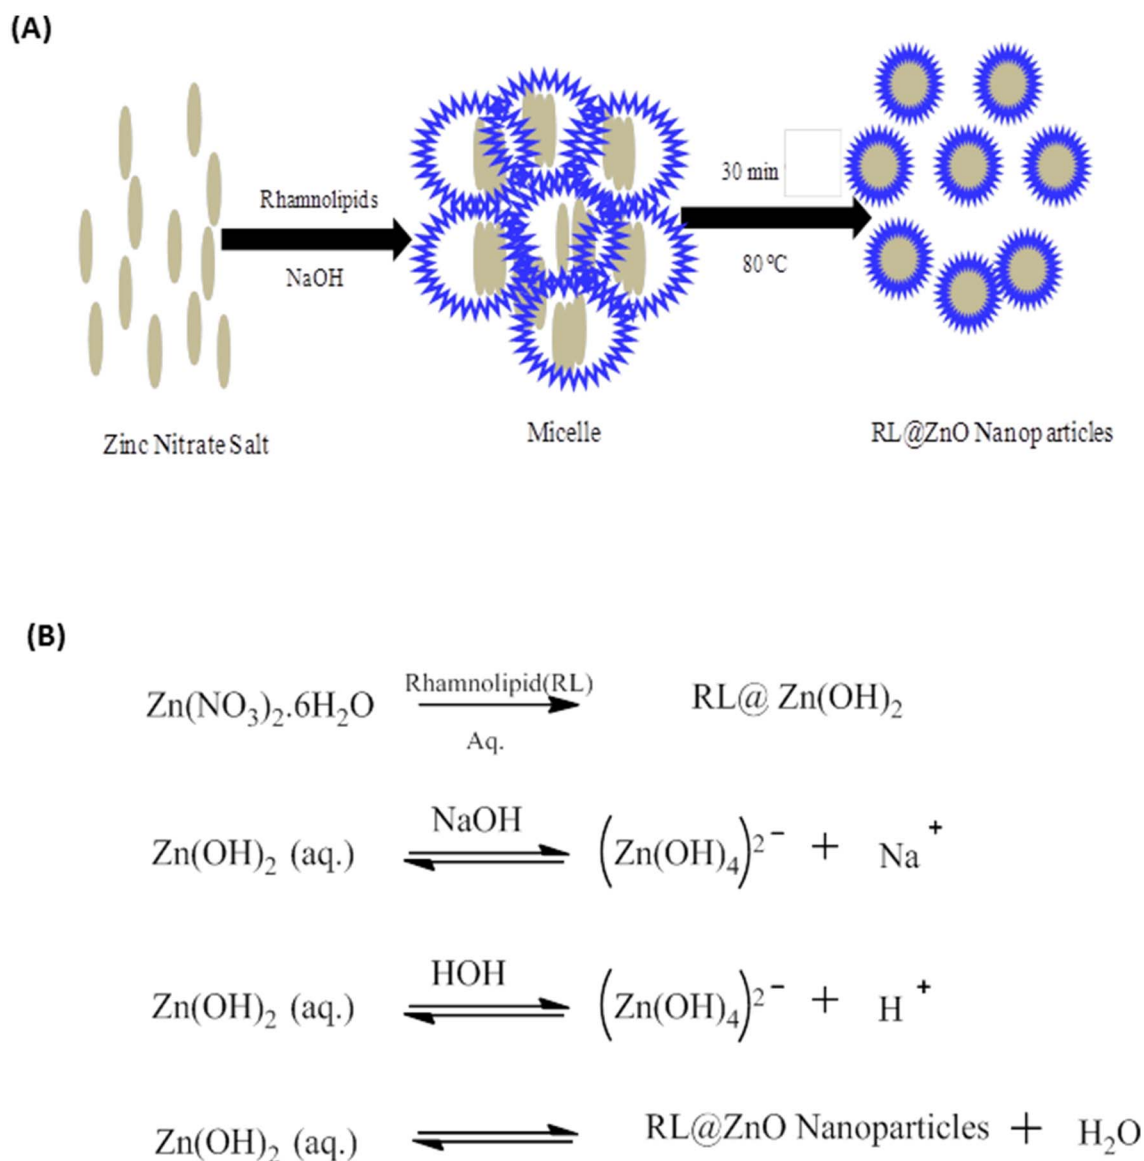 (A)
Rhamnolipids
NaOH
30 min
80 °C
Zinc Nitrate Salt
Micelle
RL@ZnO Nanoparticles
(B)
Zn(NO₃)₂.6H₂O Rhamnolipid(RL) Aq. RL@ Zn(OH)₂
Zn(OH)₂ (aq.) NaOH (Zn(OH)₄)²⁻ + Na⁺
Zn(OH)₂ (aq.) HOH (Zn(OH)₄)²⁻ + H⁺
Zn(OH)₂ (aq.) RL@ZnO Nanoparticles + H₂O